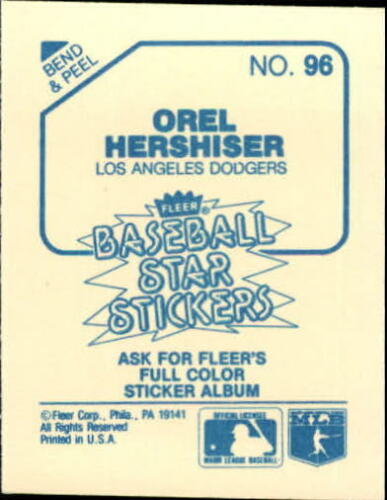 BEND
& PEEL
NO. 96
OREL
HERSHISER
LOS ANGELES DODGERS
FLEER®
BASEBALL
STAR
STICKERS
ASK FOR FLEER'S
FULL COLOR
STICKER ALBUM
©Fleer Corp., Phila., PA 19141
All Rights Reserved
Printed in U.S.A.
OFFICIAL LICENSEE
MAJOR LEAGUE BASEBALL
MLB